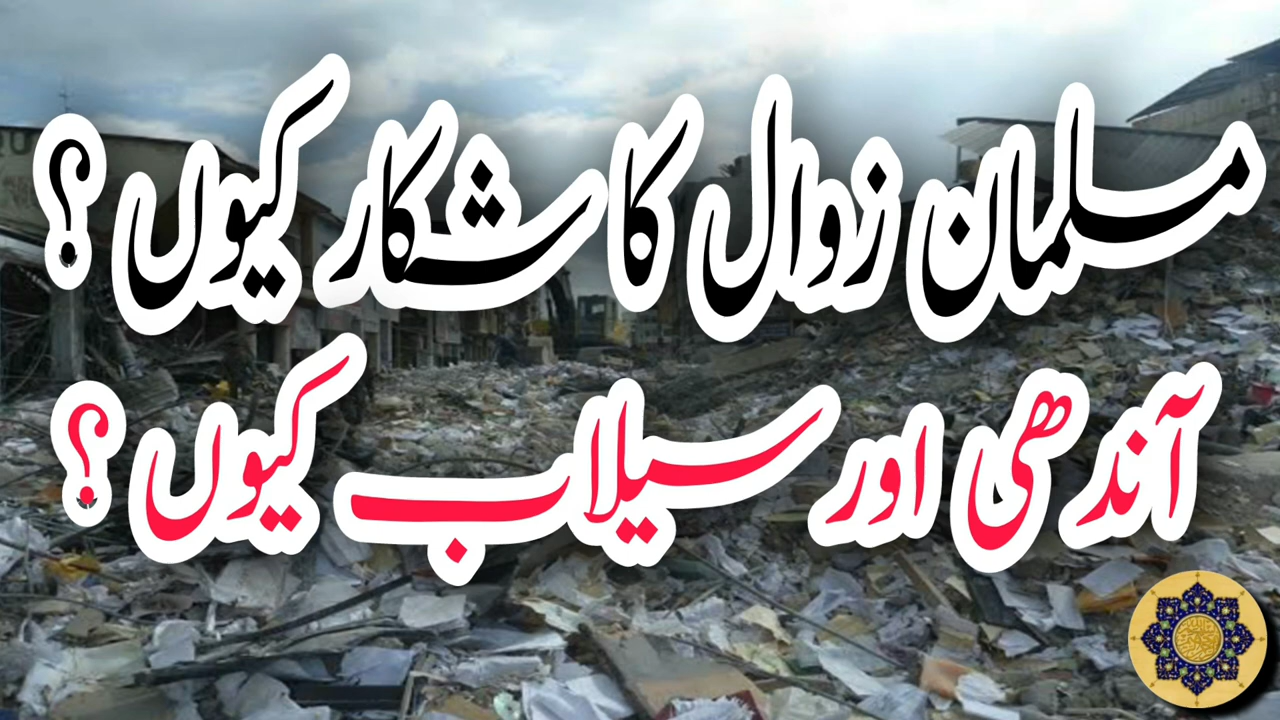 مسلمان زوال کا شکار کیوں ؟
آندھی اور سیلاب کیوں ؟